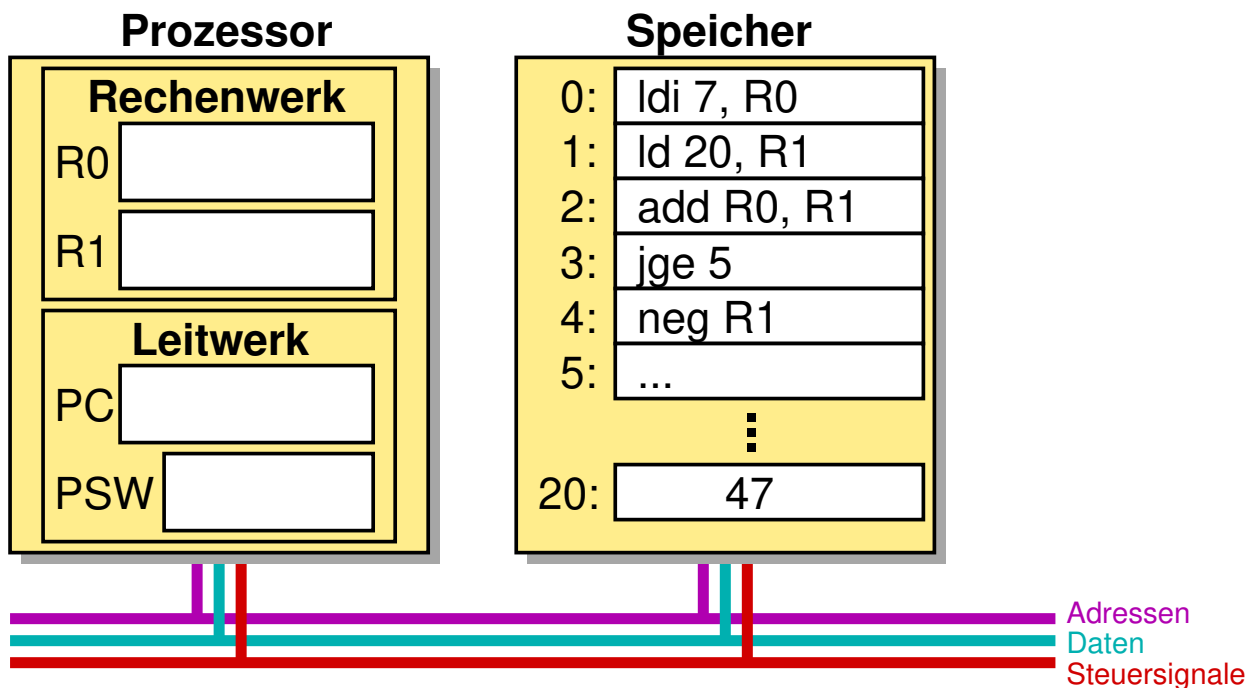 Prozessor
Rechenwerk
R0
R1
Leitwerk
PC
PSW
Speicher
0: ldi 7, R0
1: ld 20, R1
2: add R0, R1
3: jge 5
4: neg R1
5: ...
20: 47
Adressen
Daten
Steuersignale